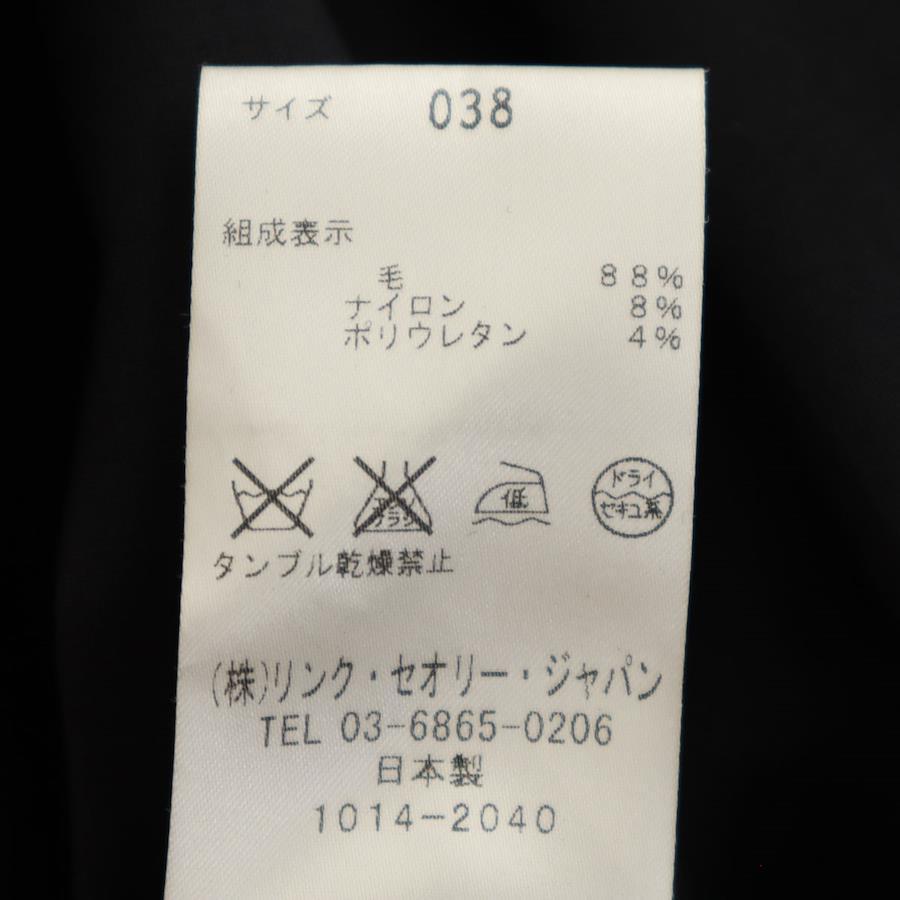 サイズ 038
組成表示
毛 88%
ナイロン 8%
ポリウレタン 4%
低 ドライ
セキユ系
タンブル乾燥禁止
(株)リンク・セオリー・ジャパン
TEL 03-6865-0206
日本製
1014-2040